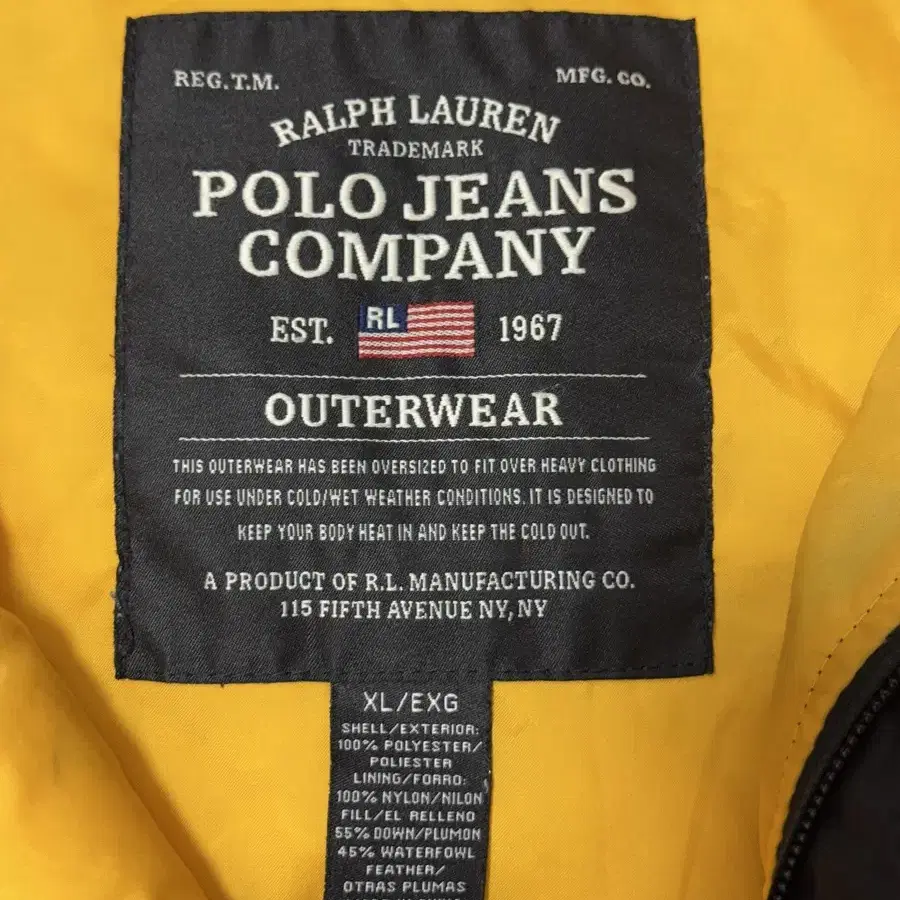 REG.T.M. MFG. CO.
RALPH LAUREN
TRADEMARK
POLO JEANS
COMPANY
EST. RL 1967
OUTERWEAR
THIS OUTERWEAR HAS BEEN OVERSIZED TO FIT OVER HEAVY CLOTHING
FOR USE UNDER COLD/WET WEATHER CONDITIONS. IT IS DESIGNED TO
KEEP YOUR BODY HEAT IN AND KEEP THE COLD OUT.
A PRODUCT OF R.L. MANUFACTURING CO.
115 FIFTH AVENUE NY, NY
XL/EXG
SHELL/EXTERIOR:
100% POLYESTER/
POLIESTER
LINING/FORRO:
100% NYLON/NILON
FILL/EL RELLENO
55% DOWN/PLUMON
45% WATERFOWL
FEATHER/
OTRAS PLUMAS